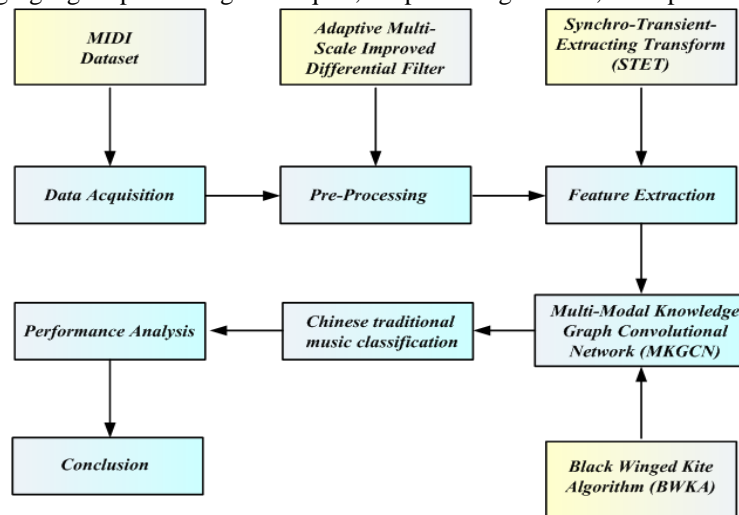 MIDI
Dataset
Adaptive Multi-
Scale Improved
Differential Filter
Synchro-Transient-
Extracting Transform
(STET)
Data Acquisition
Pre-Processing
Feature Extraction
Performance Analysis
Chinese traditional
music classification
Multi-Modal Knowledge
Graph Convolutional
Network (MKGCN)
Conclusion
Black Winged Kite
Algorithm (BWKA)